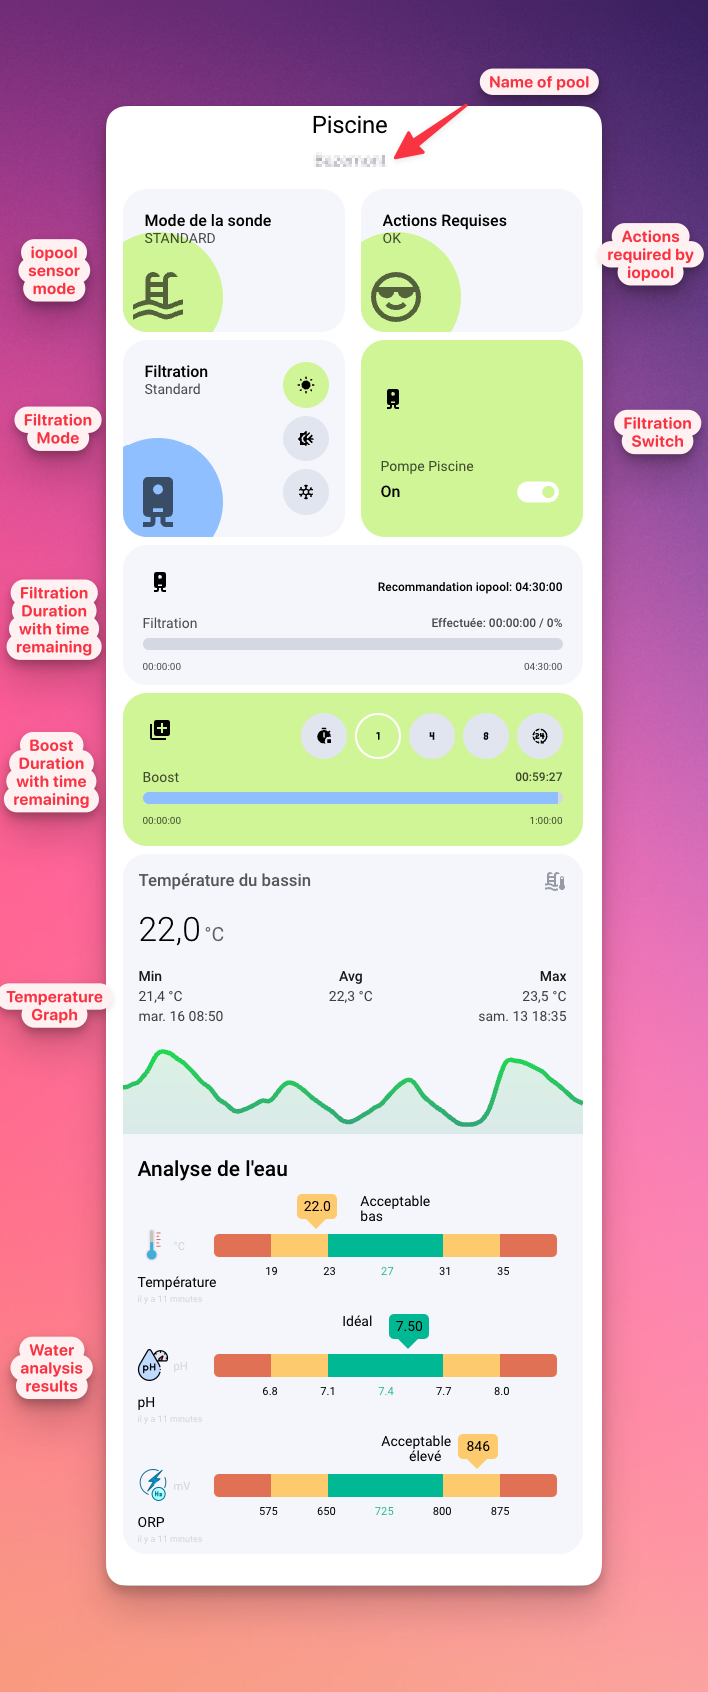 Name of pool
Piscine
Mode de la sonde
STANDARD
Actions Requises
OK
iopool
sensor
mode
Actions
required by
iopool
Filtration
Standard
Filtration
Mode
Pompe Piscine
On
Filtration
Switch
Recommandation iopool: 04:30:00
Filtration
Effectuée: 00:00:00 / 0%
00:00:00
04:30:00
Filtration
Duration
with time
remaining
1
4
8
24
Boost
00:59:27
00:00:00
1:00:00
Boost
Duration
with time
remaining
Température du bassin
22,0 °C
Min
Avg
Max
21,4 °C
22,3 °C
23,5 °C
mar. 16 08:50
sam. 13 18:35
Temperature
Graph
Analyse de l'eau
22.0
Acceptable
bas
°C
19
23
27
31
35
Température
il y a 11 minutes
Idéal
7.50
pH
pH
6.8
7.1
7.4
7.7
8.0
pH
il y a 11 minutes
Water
analysis
results
Acceptable
élevé
846
mV
575
650
725
800
875
ORP
il y a 11 minutes